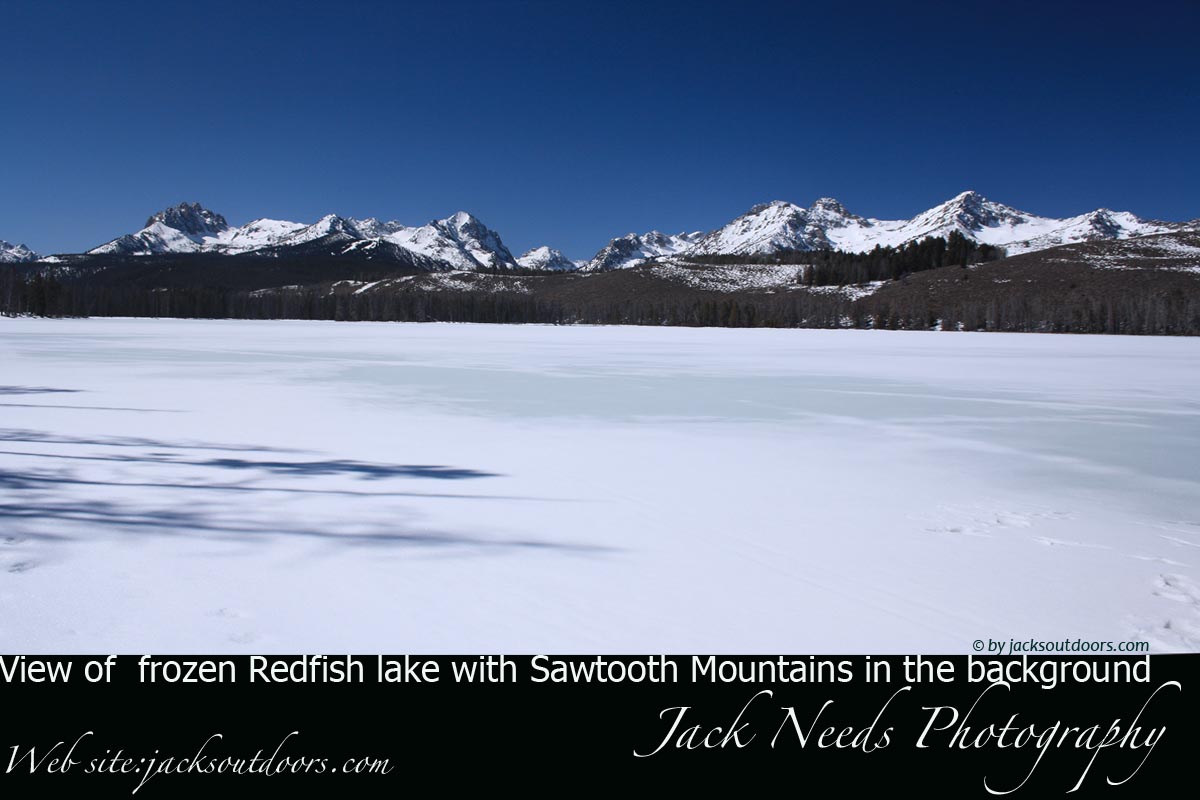 © by jacksoutdoors.com
View of  frozen Redfish lake with Sawtooth Mountains in the background
Jack Needs Photography
Web site:jacksoutdoors.com